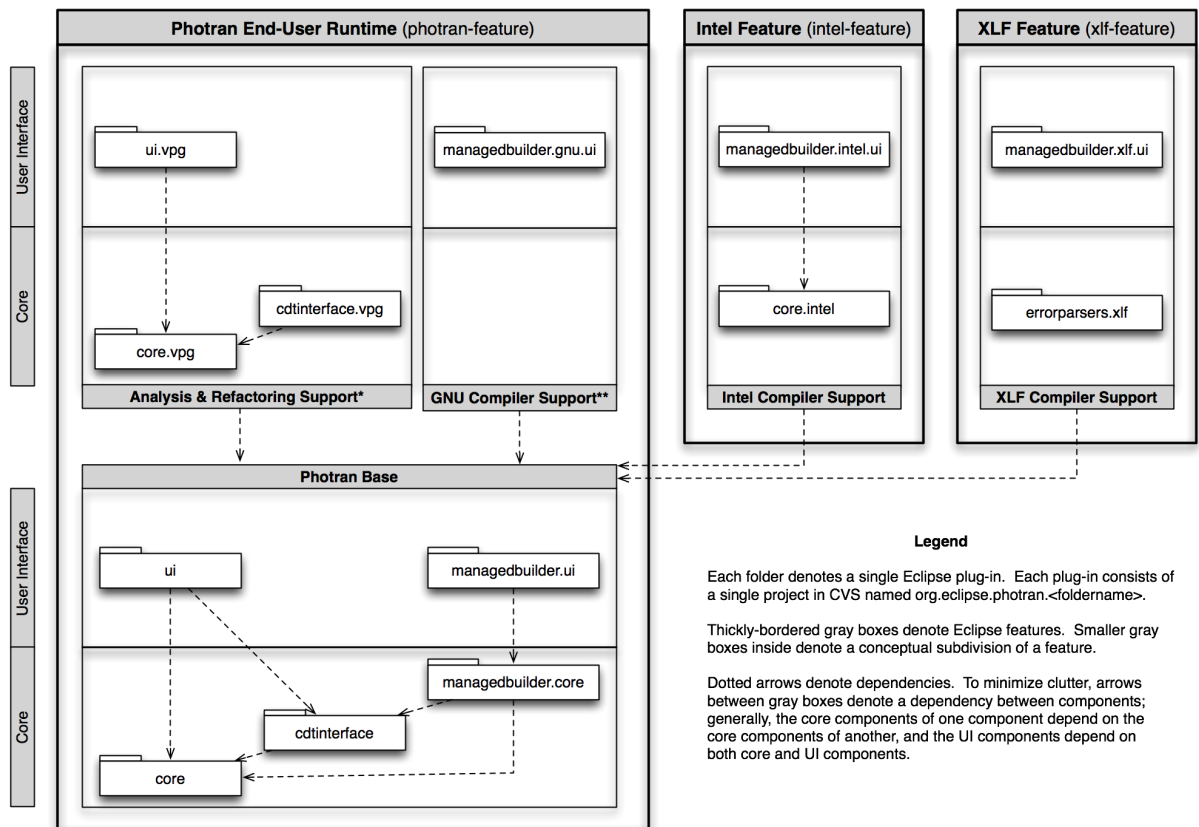 Photran End-User Runtime (photran-feature)
Intel Feature (intel-feature)
XLF Feature (xlf-feature)
User Interface
ui.vpg
managedbuilder.gnu.ui
managedbuilder.intel.ui
managedbuilder.xlf.ui
Core
cdtinterface.vpg
core.vpg
core.intel
errorparsers.xlf
Analysis & Refactoring Support*
GNU Compiler Support**
Intel Compiler Support
XLF Compiler Support
Photran Base
User Interface
ui
managedbuilder.ui
Core
managedbuilder.core
cdtinterface
core
Legend
Each folder denotes a single Eclipse plug-in.  Each plug-in consists of
a single project in CVS named org.eclipse.photran.<foldername>.
Thickly-bordered gray boxes denote Eclipse features.  Smaller gray
boxes inside denote a conceptual subdivision of a feature.
Dotted arrows denote dependencies.  To minimize clutter, arrows
between gray boxes denote a dependency between components;
generally, the core components of one component depend on the
core components of another, and the UI components depend on
both core and UI components.